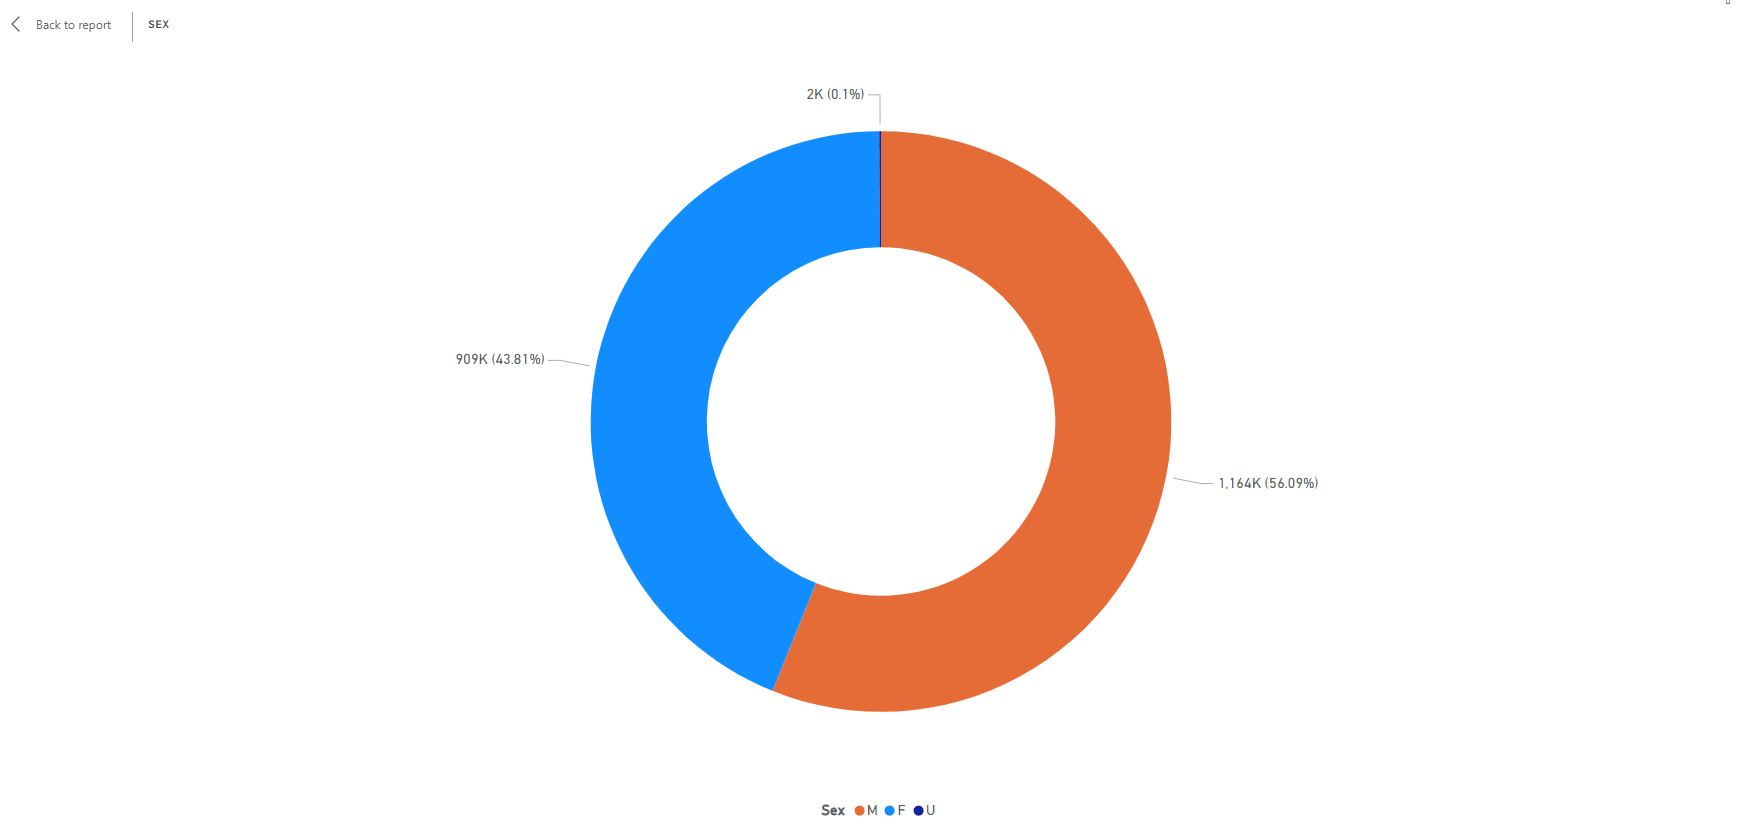 Back to report
SEX
2K (0.1%)
909K (43.81%)
1,164K (56.09%)
Sex M F U